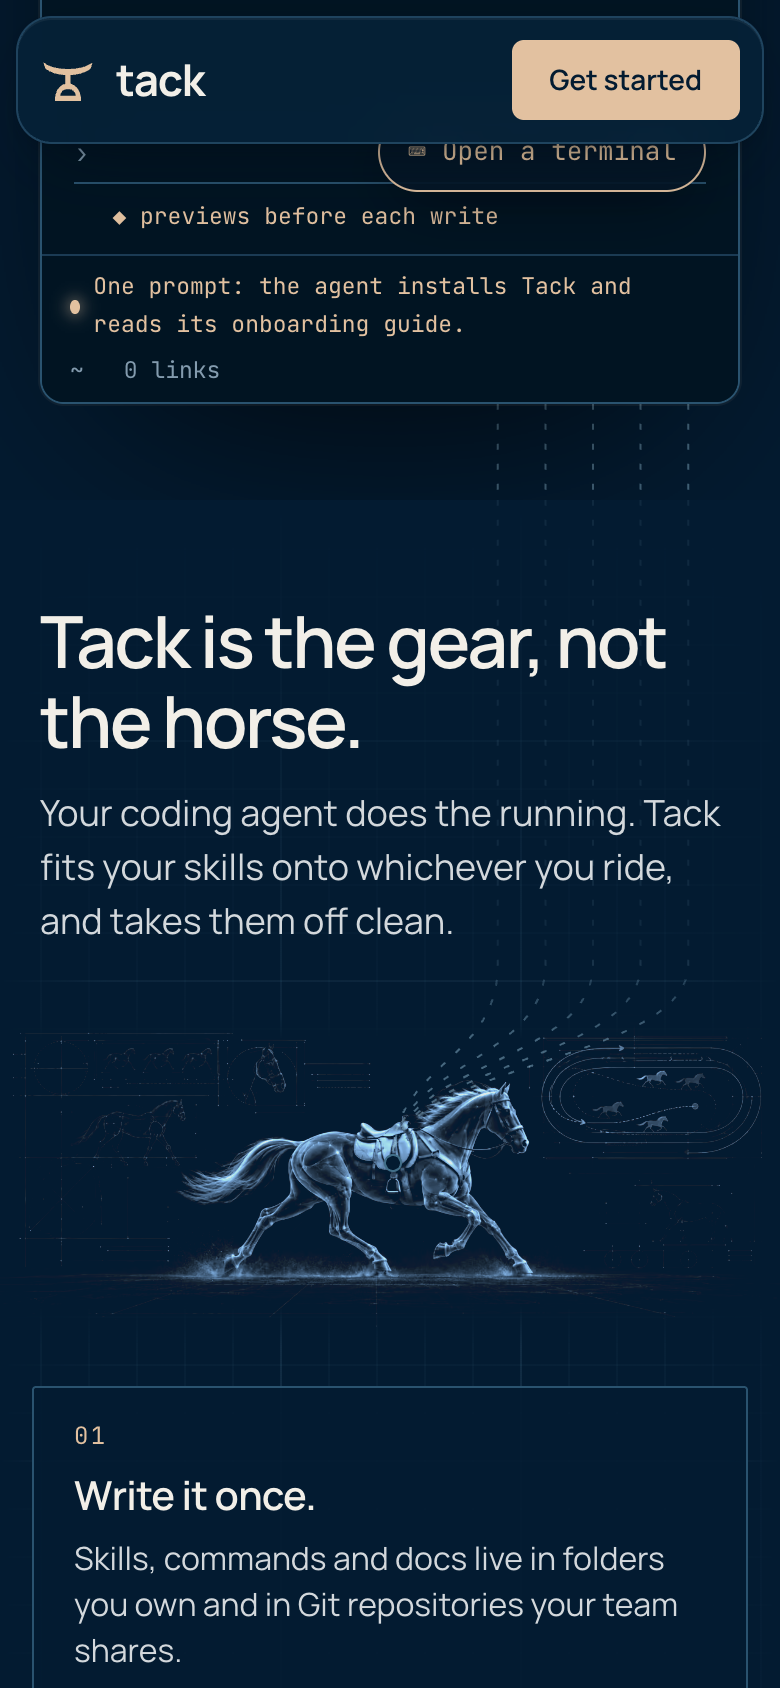 tack
Get started
›
⌨ Open a terminal
◆ previews before each write
One prompt: the agent installs Tack and
reads its onboarding guide.
~ 0 links
Tack is the gear, not
the horse.
Your coding agent does the running. Tack
fits your skills onto whichever you ride,
and takes them off clean.
01
Write it once.
Skills, commands and docs live in folders
you own and in Git repositories your team
shares.